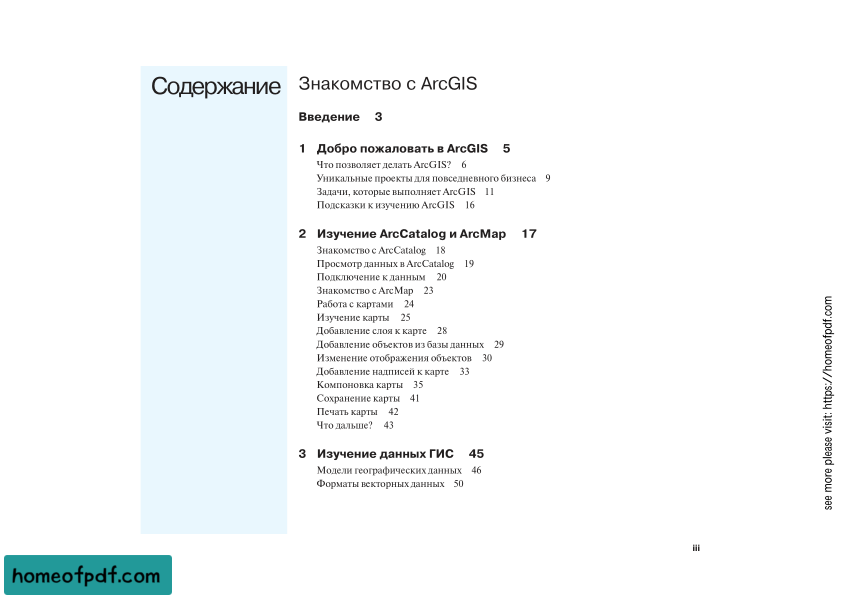 Содержание
Знакомство с ArcGIS
Введение 3
1 Добро пожаловать в ArcGIS 5
Что позволяет делать ArcGIS? 6
Уникальные проекты для повседневного бизнеса 9
Задачи, которые выполняет ArcGIS 11
Подсказки к изучению ArcGIS 16
2 Изучение ArcCatalog и ArcMap 17
Знакомство с ArcCatalog 18
Просмотр данных в ArcCatalog 19
Подключение к данным 20
Знакомство с ArcMap 23
Работа с картами 24
Изучение карты 25
Добавление слоя к карте 28
Добавление объектов из базы данных 29
Изменение отображения объектов 30
Добавление надписей к карте 33
Компоновка карты 35
Сохранение карты 41
Печать карты 42
Что дальше? 43
3 Изучение данных ГИС 45
Модели географических данных 46
Форматы векторных данных 50
iii
see more please visit: https://homeofpdf.com
homeofpdf.com